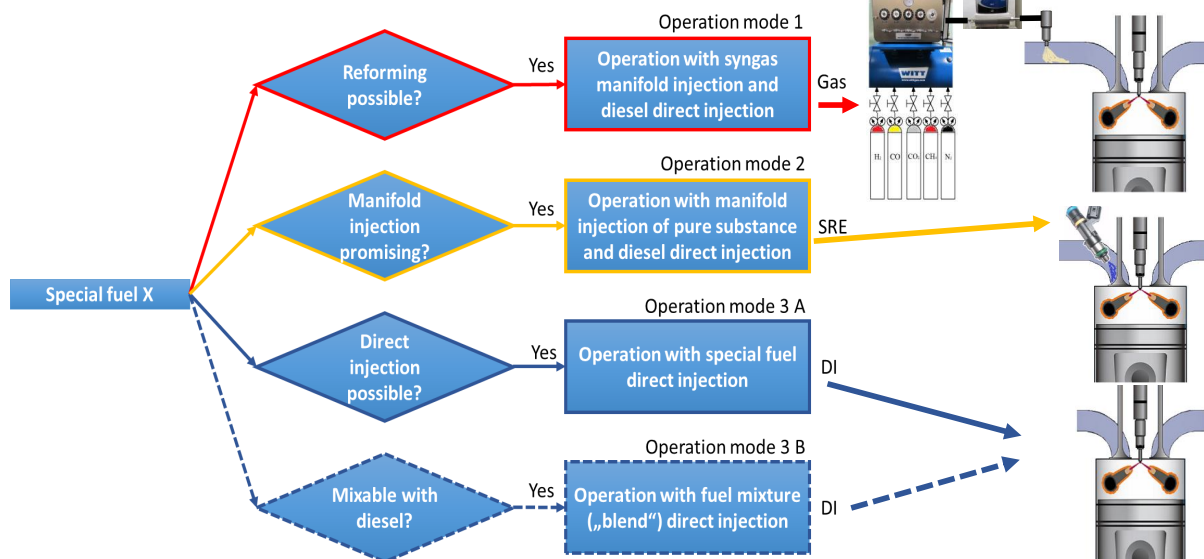 Operation mode 1
Reforming
possible?
Yes
Operation with syngas
manifold injection and
diesel direct injection
Gas
WITT
H₂
CO
CO₂
CH₄
N₂
Operation mode 2
Manifold
injection
promising?
Yes
Operation with manifold
injection of pure substance
and diesel direct injection
SRE
Special fuel X
Operation mode 3 A
Direct
injection
possible?
Yes
Operation with special fuel
direct injection
DI
Operation mode 3 B
Mixable with
diesel?
Yes
Operation with fuel mixture
(„blend“) direct injection
DI